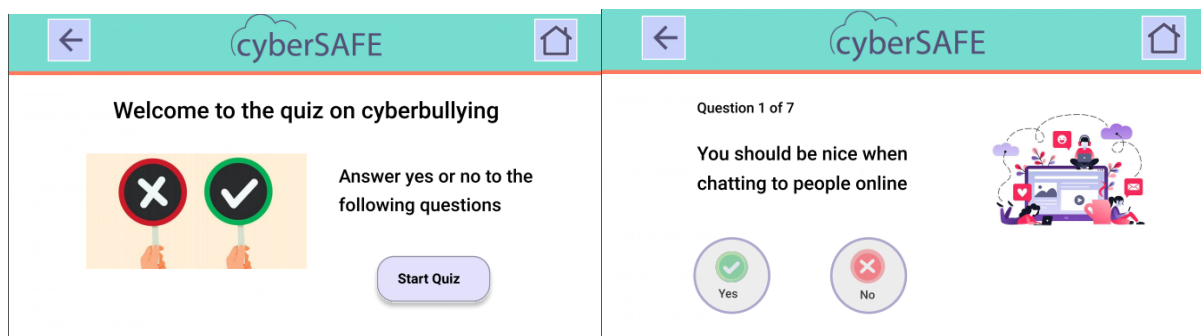 cyberSAFE
Welcome to the quiz on cyberbullying
Answer yes or no to the
following questions
Start Quiz
cyberSAFE
Question 1 of 7
You should be nice when
chatting to people online
Yes
No